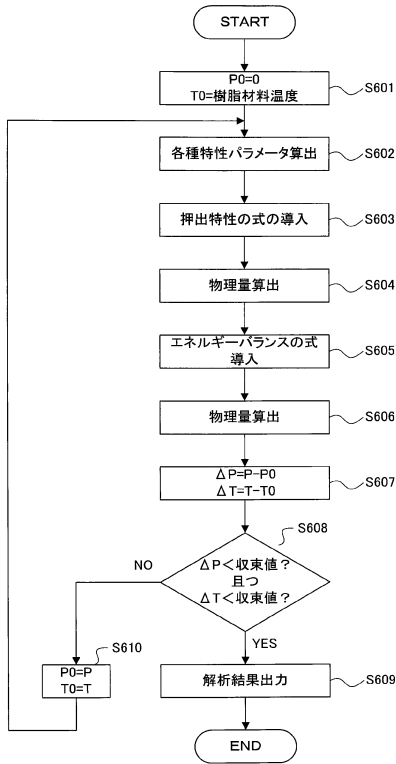 START
P0=0
T0=樹脂材料温度
S601
各種特性パラメータ算出
S602
押出特性の式の導入
S603
物理量算出
S604
エネルギーバランスの式
導入
S605
物理量算出
S606
ΔP=P-P0
ΔT=T-T0
S607
S608
ΔP<収束値?
且つ
ΔT<収束値?
NO
YES
S610
P0=P
T0=T
解析結果出力
S609
END